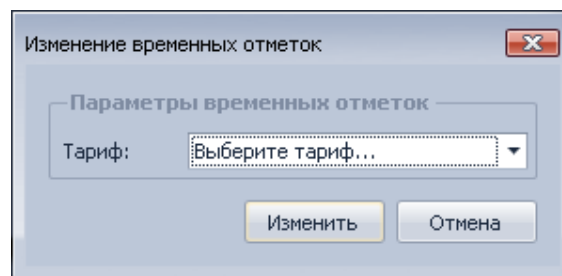 Изменение временных отметок
Параметры временных отметок
Тариф: Выберите тариф...
Изменить Отмена